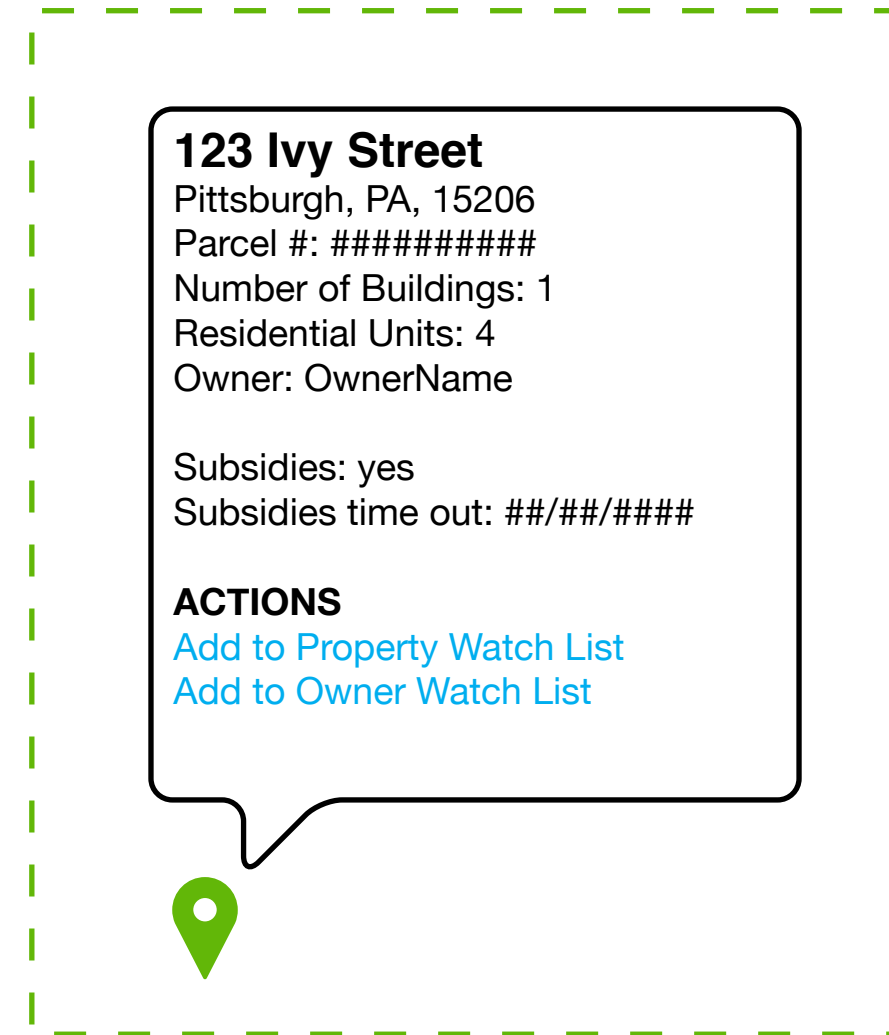 123 Ivy Street
Pittsburgh, PA, 15206
Parcel #: ##########
Number of Buildings: 1
Residential Units: 4
Owner: OwnerName
Subsidies: yes
Subsidies time out: ##/##/####
ACTIONS
Add to Property Watch List
Add to Owner Watch List